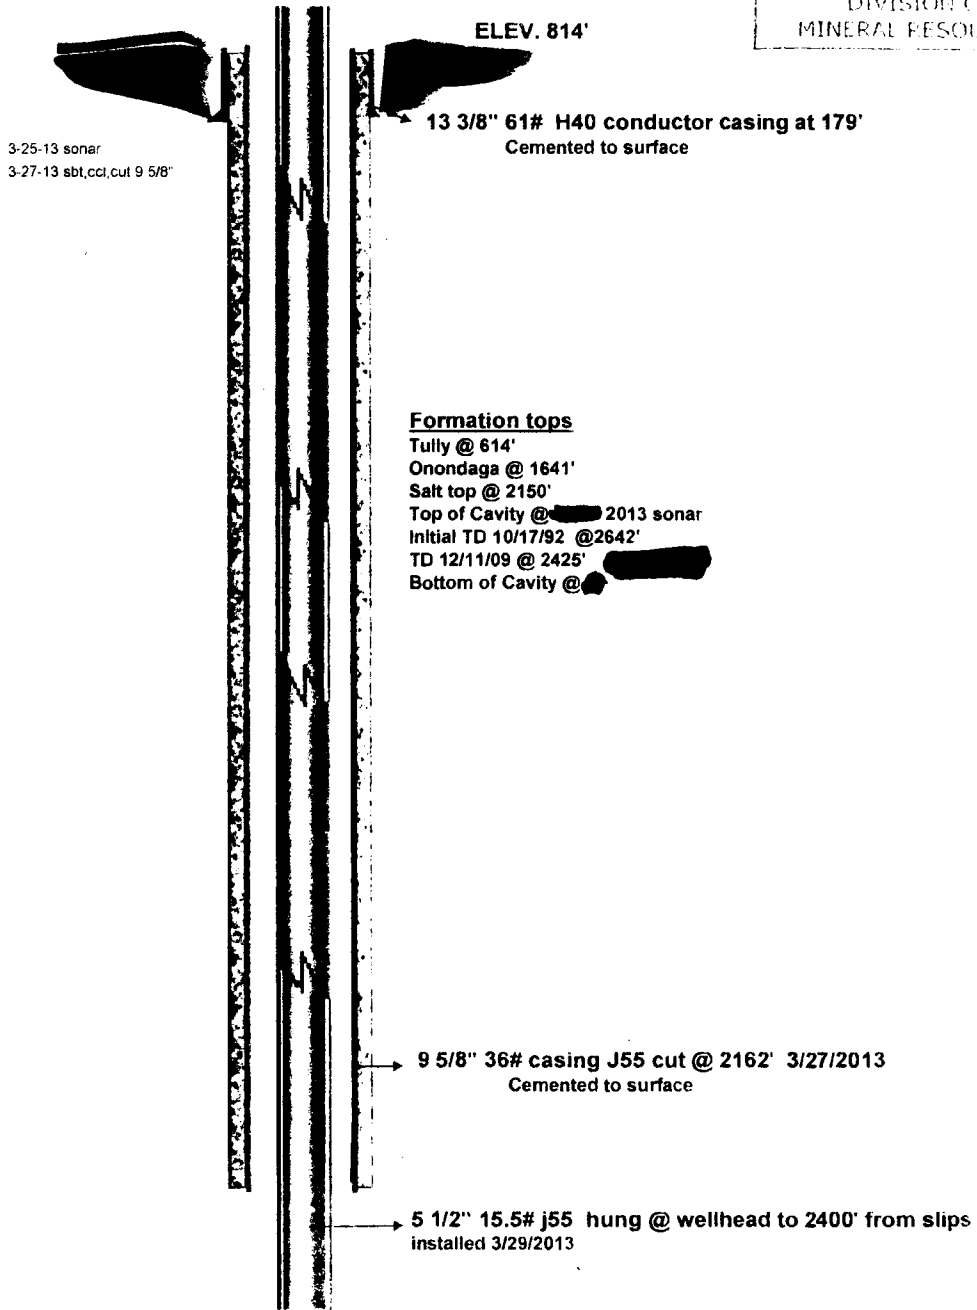 DIVISION
MINERAL
ELEV. 814'
13 3/8" 61# H40 conductor casing at 179'
Cemented to surface
3-25-13 sonar
3-27-13 sbt,ccl,cut 9 5/8"
Formation tops
Tully @ 614'
Onondaga @ 1641'
Salt top @ 2150'
Top of Cavity @ 2013 sonar
Initial TD 10/17/92 @2642'
TD 12/11/09 @ 2425'
Bottom of Cavity @
9 5/8" 36# casing J55 cut @ 2162' 3/27/2013
Cemented to surface
5 1/2" 15.5# j55 hung @ wellhead to 2400' from slips
installed 3/29/2013